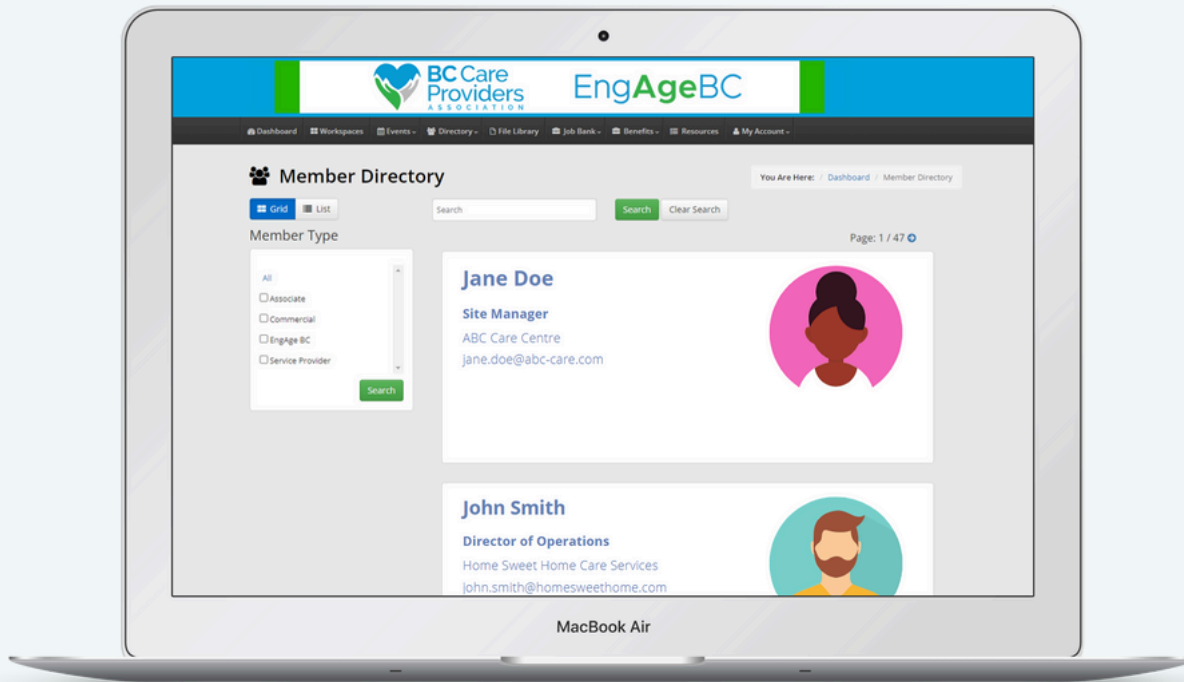 BC Care
Providers
ASSOCIATION
EngAgeBC
Dashboard Workspaces Events Directory File Library Job Bank Benefits Resources My Account
Member Directory
You Are Here: / Dashboard / Member Directory
Grid List Search Search Clear Search
Member Type
Page: 1 / 47
All
Associate
Commercial
EngAge BC
Service Provider
Search
Jane Doe
Site Manager
ABC Care Centre
jane.doe@abc-care.com
John Smith
Director of Operations
Home Sweet Home Care Services
john.smith@homesweethome.com
MacBook Air